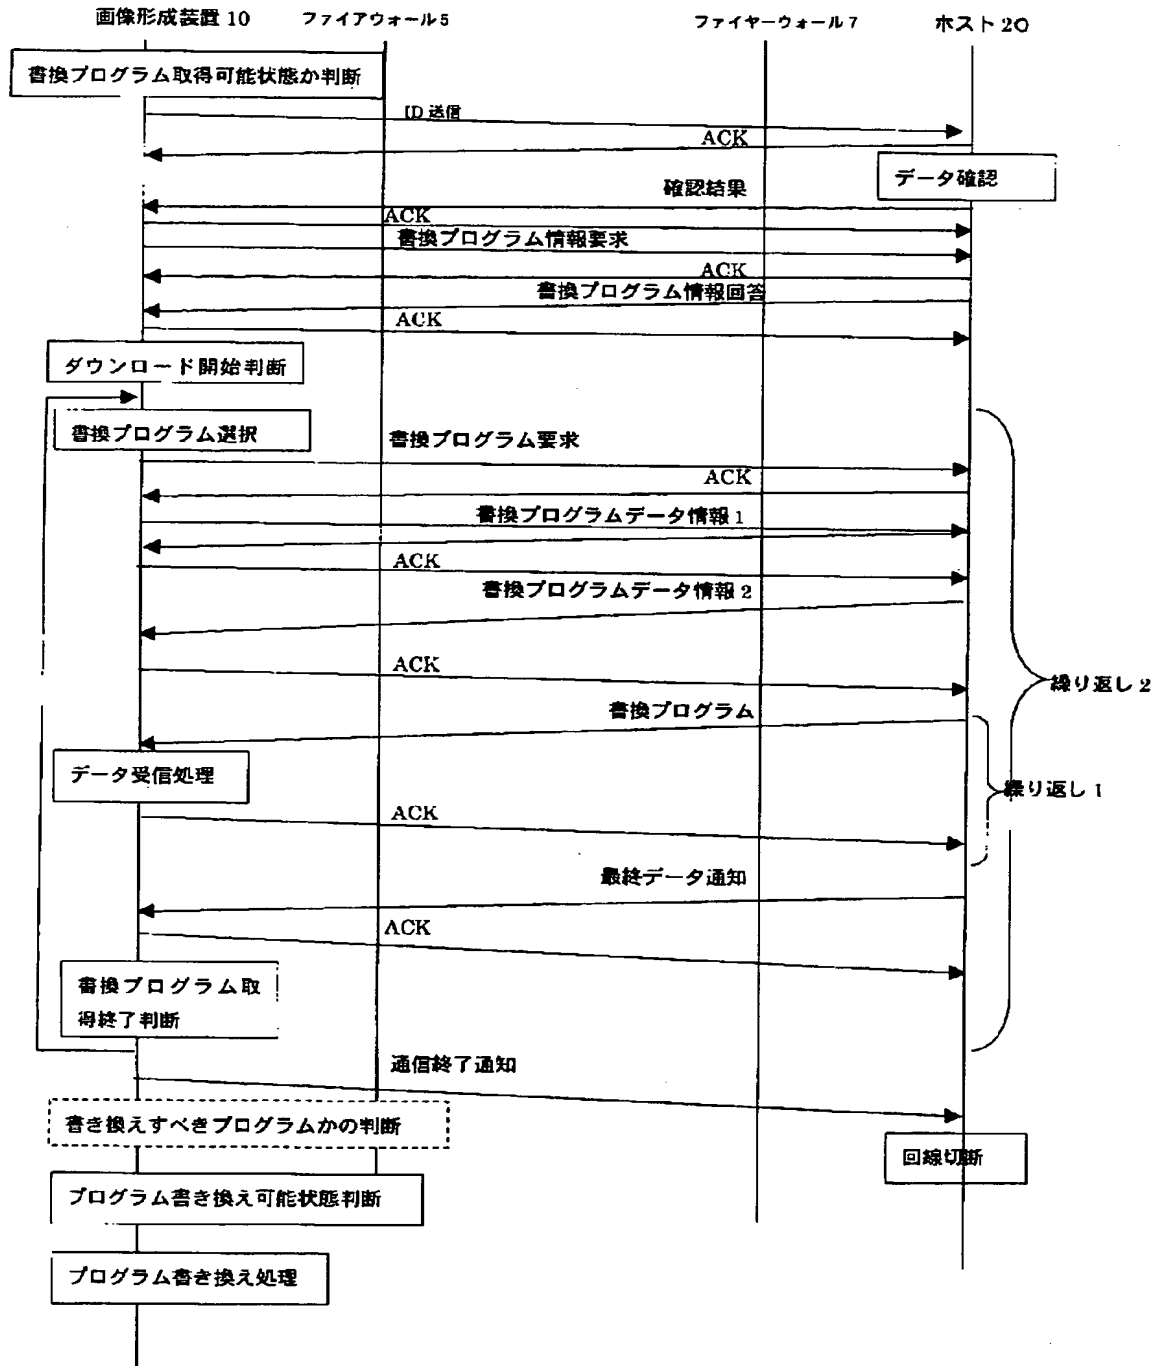 画像形成装置 10
ファイアウォール5
ファイヤーウォール 7
ホスト 20
書換プログラム取得可能状態か判断
ID 送信
ACK
データ確認
確認結果
ACK
書換プログラム情報要求
ACK
書換プログラム情報回答
ACK
ダウンロード開始判断
書換プログラム選択
書換プログラム要求
ACK
書換プログラムデータ情報 1
ACK
書換プログラムデータ情報 2
ACK
繰り返し 2
書換プログラム
データ受信処理
繰り返し 1
ACK
最終データ通知
ACK
書換プログラム取
得終了判断
通信終了通知
書き換えすべきプログラムかの判断
回線切断
プログラム書き換え可能状態判断
プログラム書き換え処理